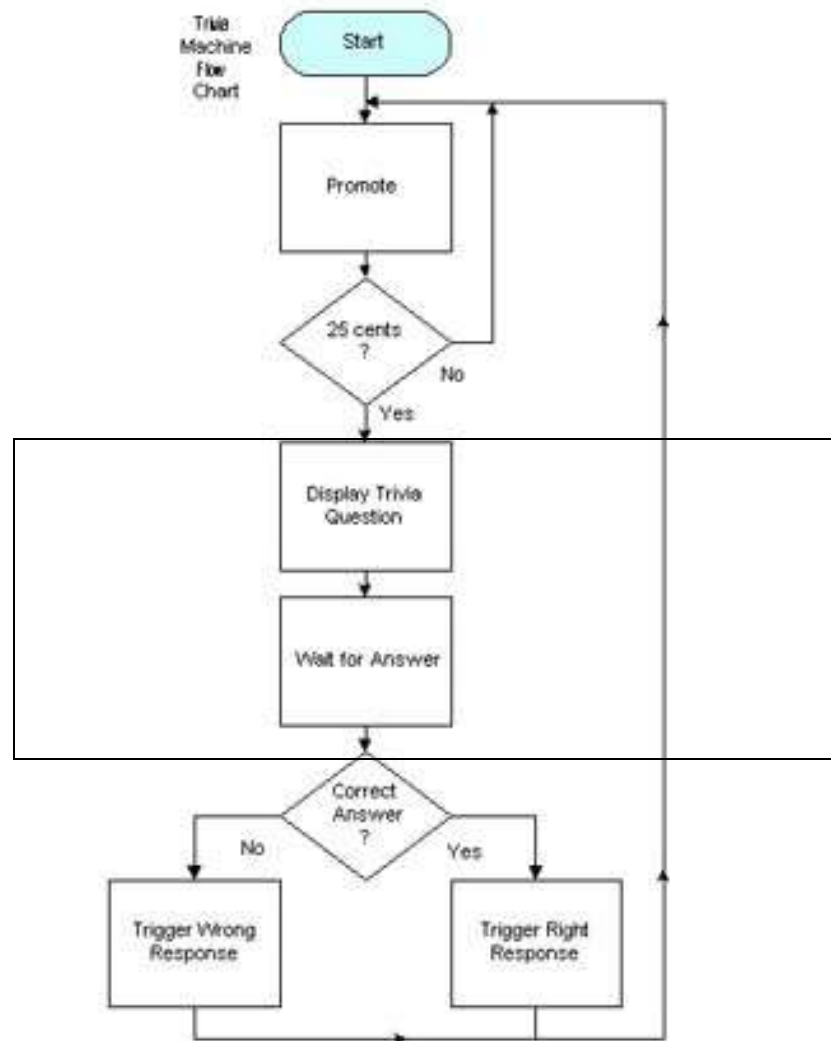 Trivia
Machine
Flow
Chart
Start
Promote
25 cents
?
No
Yes
Display Trivia
Question
Wait for Answer
Correct
Answer
?
No
Yes
Trigger Wrong
Response
Trigger Right
Response